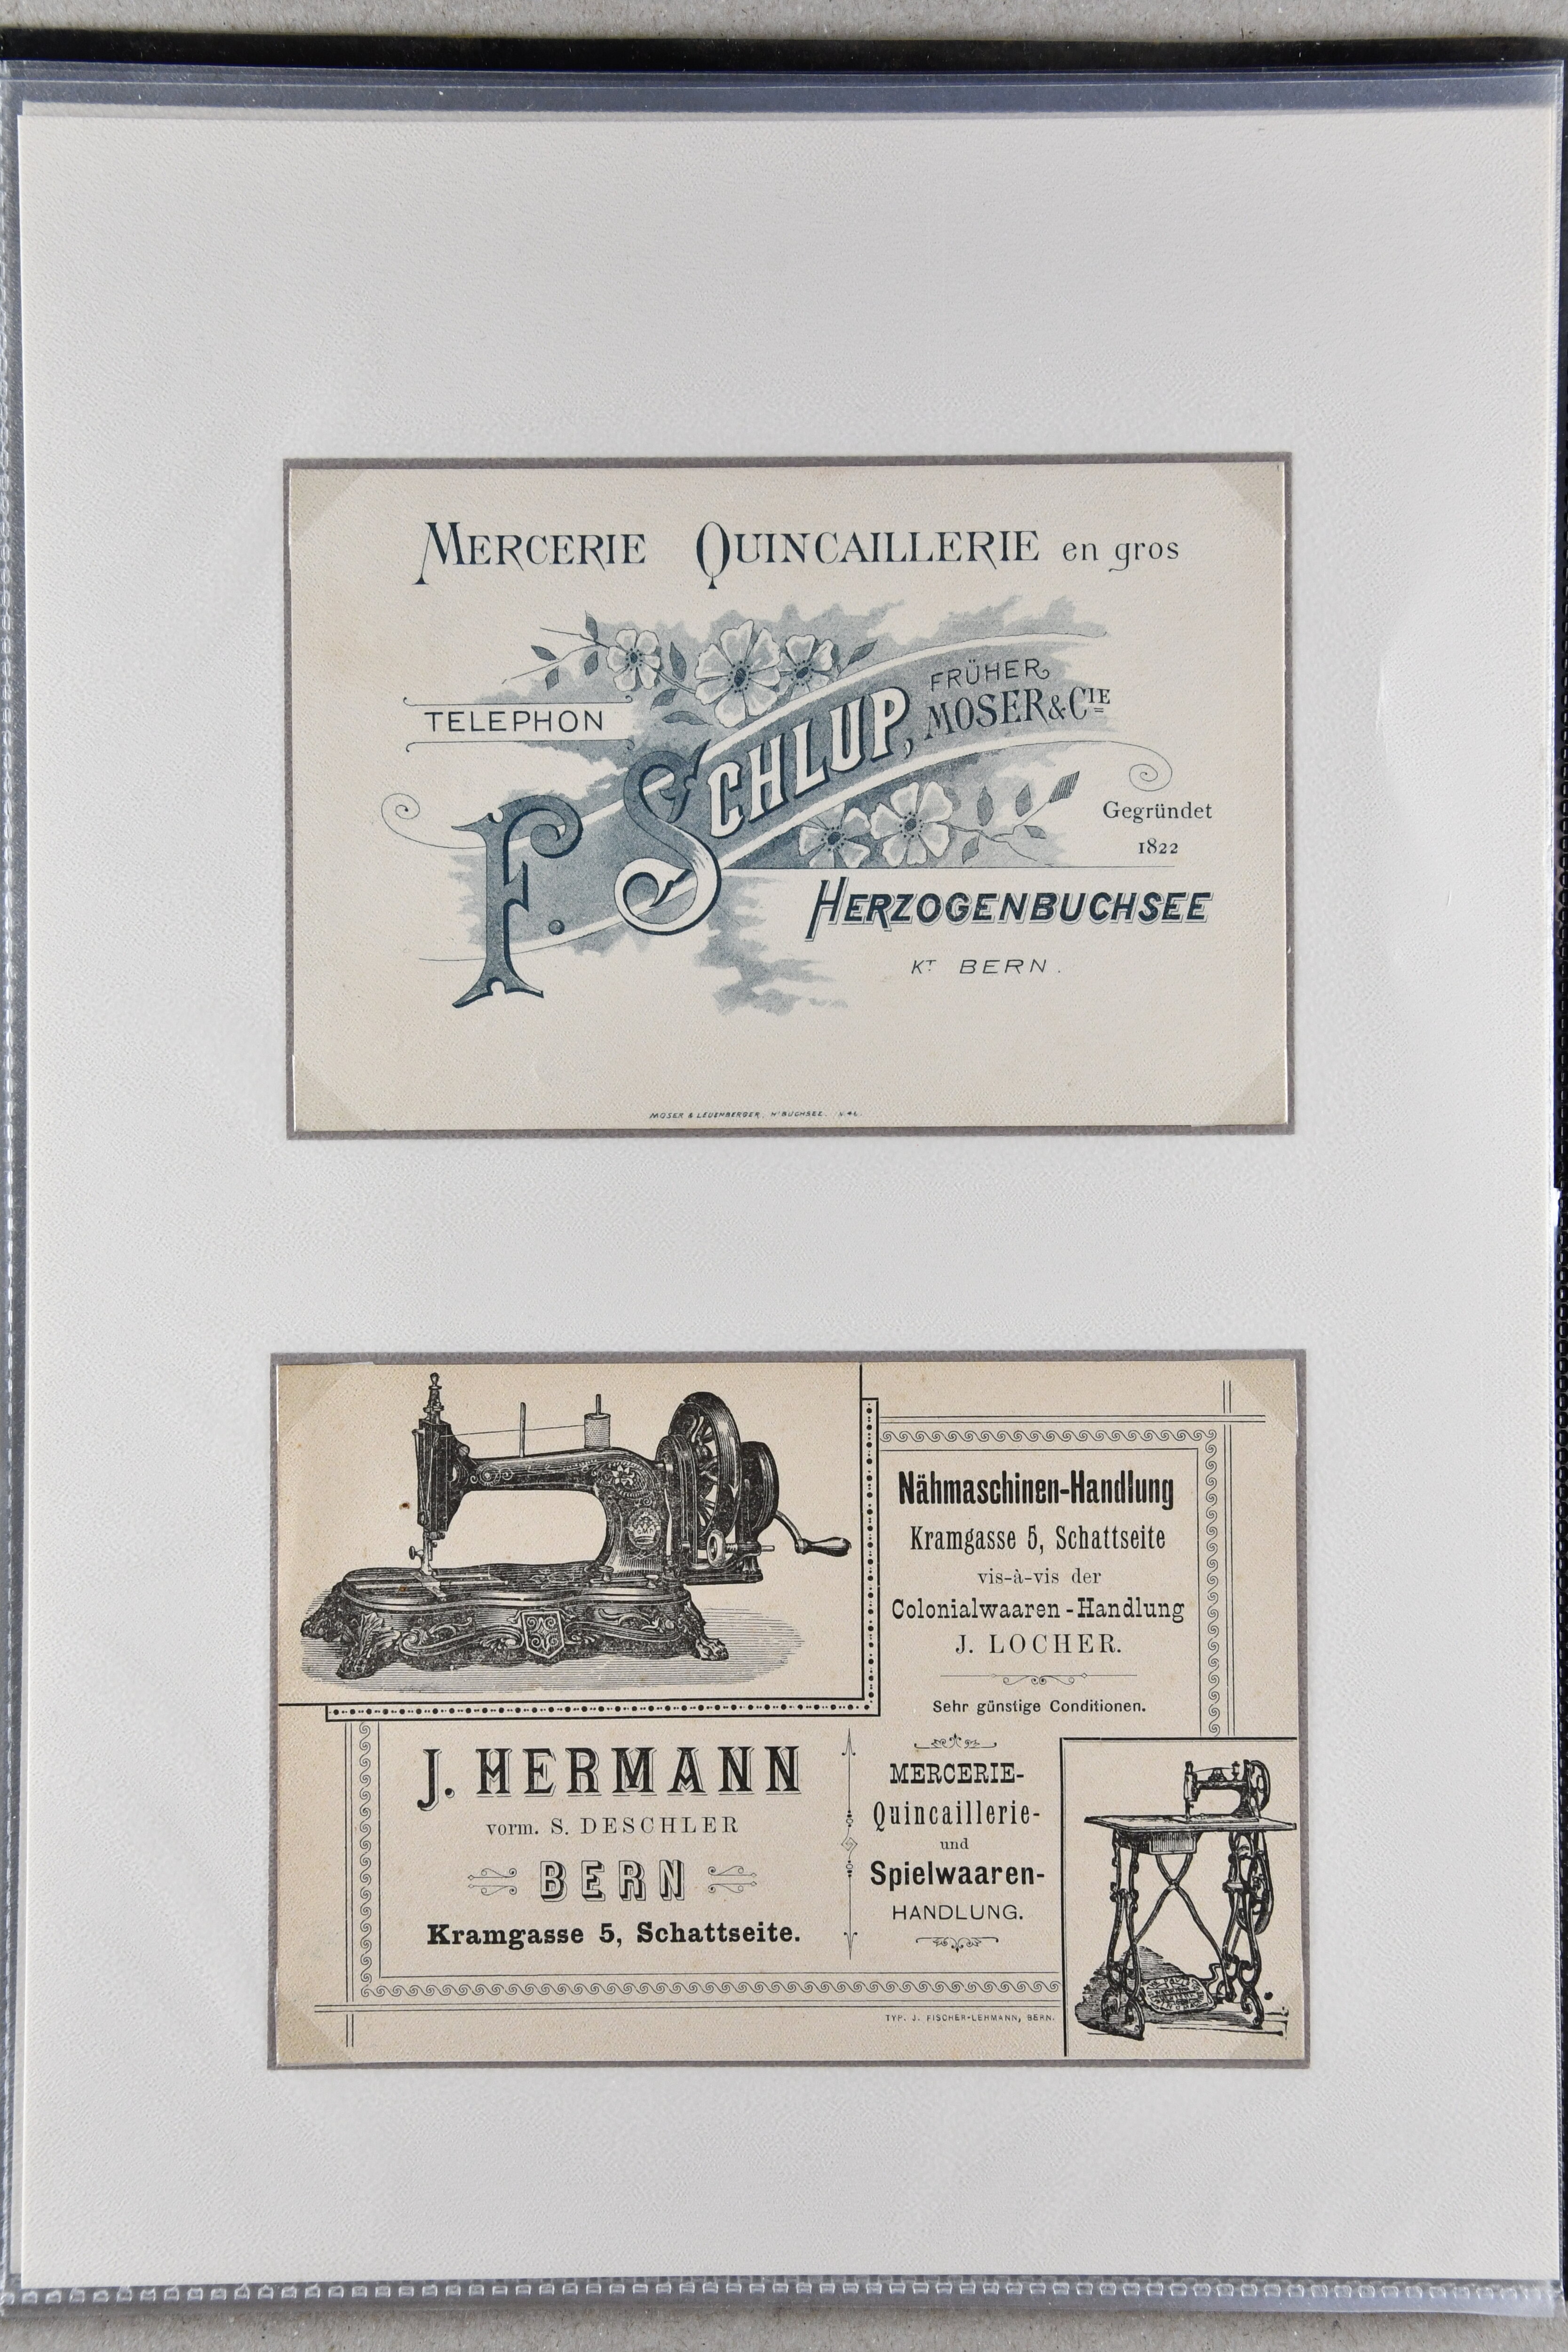 MERCERIE QUINCAILLERIE en gros
TELEPHON
F. SCHLUP, FRÜHER
MOSER & CIE
Gegründet
1822
HERZOGENBUCHSEE
KT BERN.
MOSER & LEUENBERGER, H'BUCHSEE.
Nähmaschinen-Handlung
Kramgasse 5, Schattseite
vis-à-vis der
Colonialwaaren-Handlung
J. LOCHER.
Sehr günstige Conditionen.
J. HERMANN
vorm. S. DESCHLER
BERN
Kramgasse 5, Schattseite.
MERCERIE-
Quincaillerie-
und
Spielwaaren-
HANDLUNG.
TYP. J. FISCHER-LEHMANN, BERN.